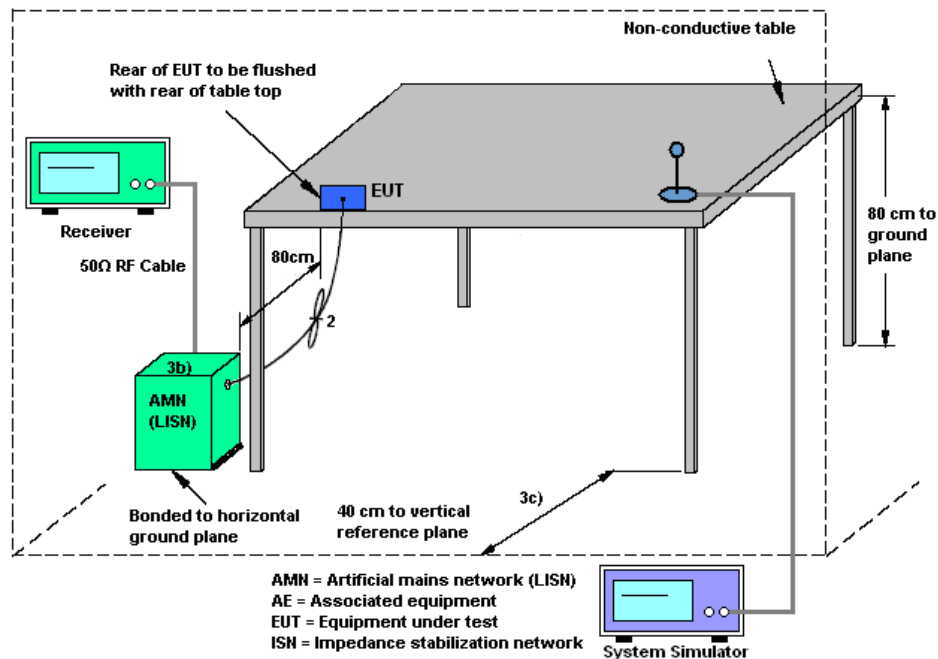 Non-conductive table
Rear of EUT to be flushed
with rear of table top
EUT
Receiver
80 cm to
ground
plane
50Ω RF Cable
80cm
2
3b)
AMN
(LISN)
3c)
Bonded to horizontal
ground plane
40 cm to vertical
reference plane
AMN = Artificial mains network (LISN)
AE = Associated equipment
EUT = Equipment under test
ISN = Impedance stabilization network
System Simulator